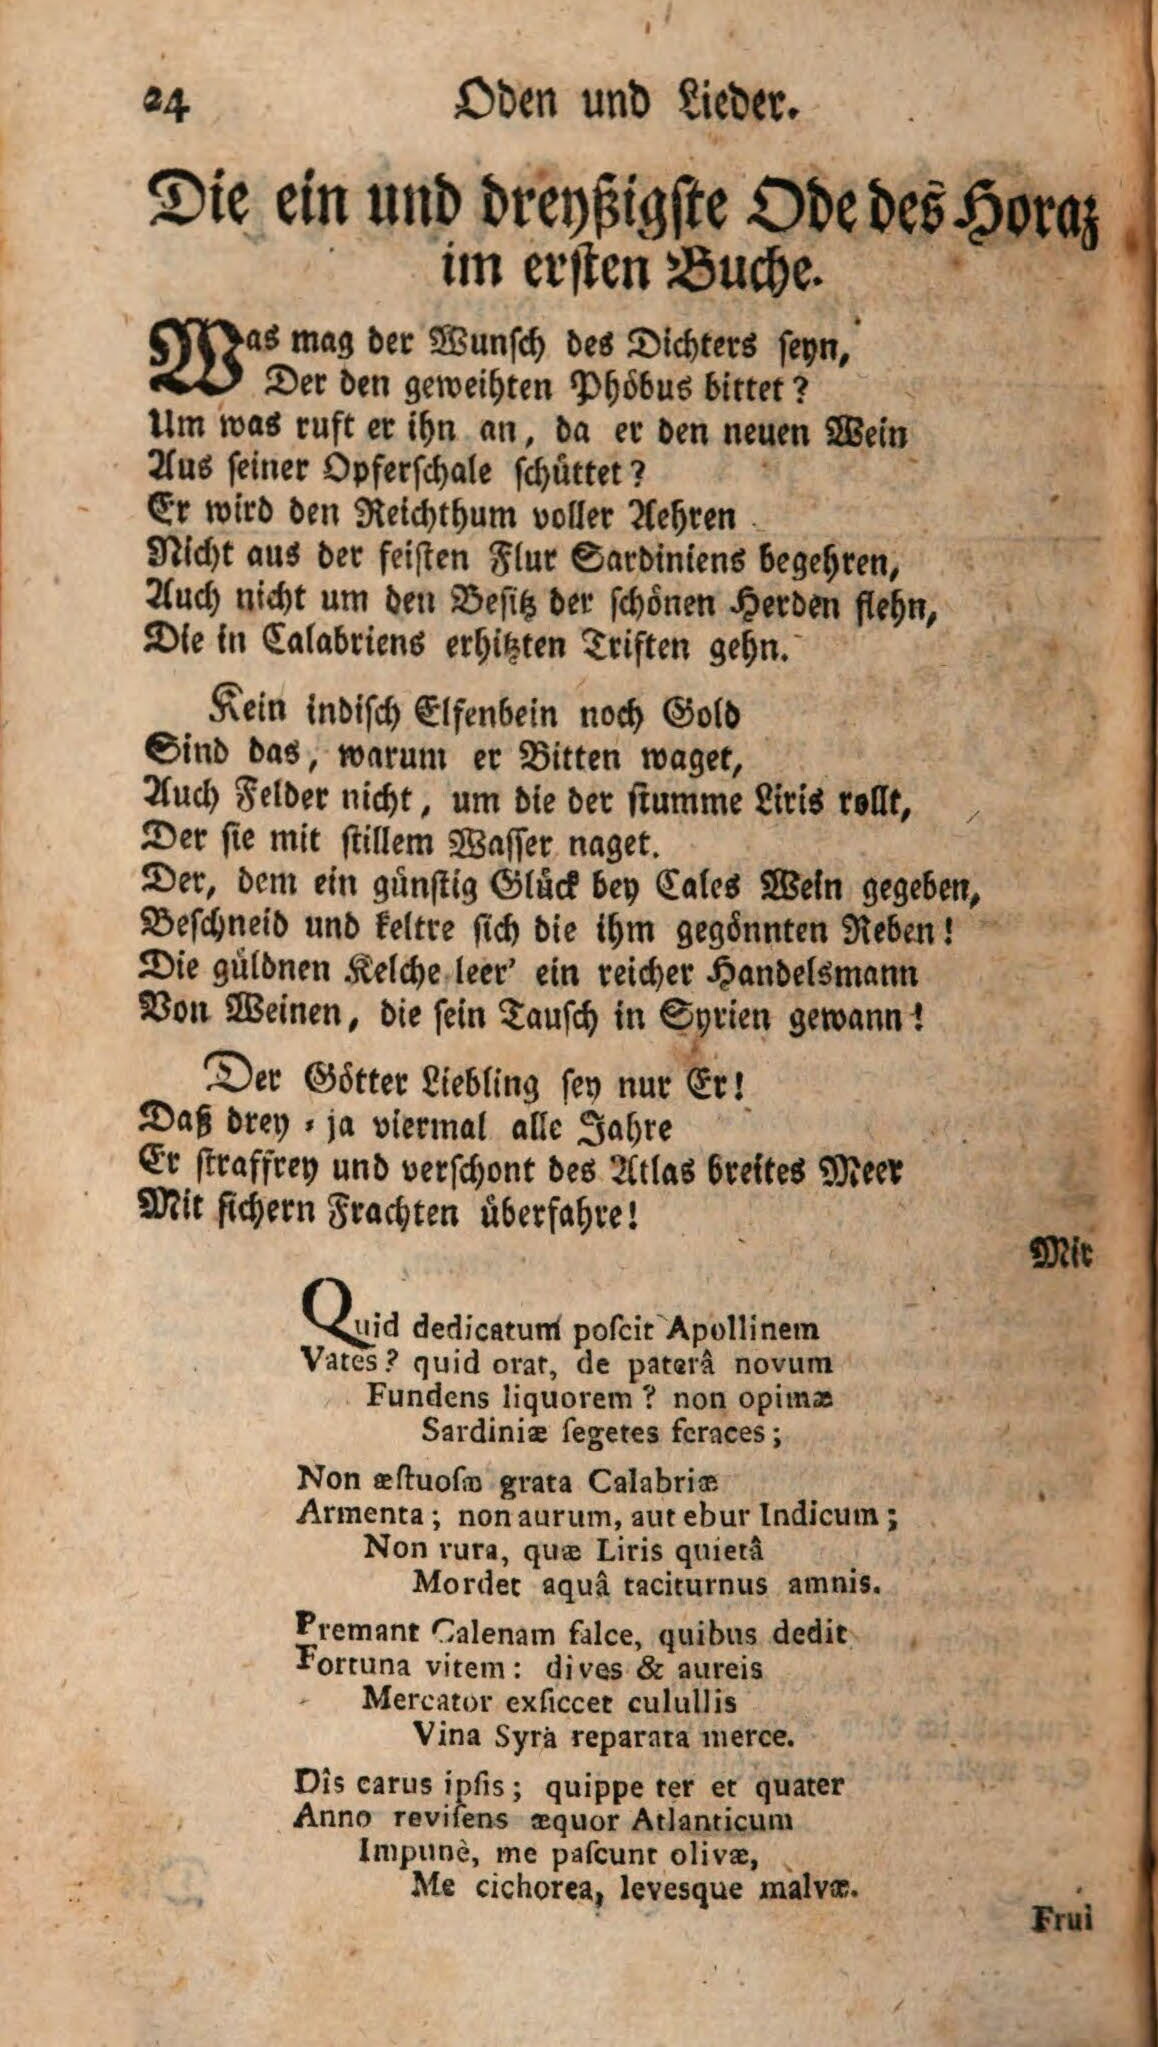 24 Oden und Lieder.
Die ein und dreyßigste Ode des Horaz
im ersten Buche.
Was mag der Wunsch des Dichters seyn,
Der den geweihten Phöbus bittet?
Um was ruft er ihn an, da er den neuen Wein
Aus seiner Opferschale schüttet?
Er wird den Reichthum voller Aehren
Nicht aus der feisten Flur Sardiniens begehren,
Auch nicht um den Besitz der schönen Herden flehn,
Die in Calabriens erhitzten Triften gehn.
Kein indisch Elfenbein noch Gold
Sind das, warum er Bitten waget,
Auch Felder nicht, um die der stumme Liris rollt,
Der sie mit stillem Wasser naget.
Der, dem ein günstig Glück bey Cales Wein gegeben,
Beschneid und keltre sich die ihm gegönnten Reben!
Die güldnen Kelche leer' ein reicher Handelsmann
Von Weinen, die sein Tausch in Syrien gewann!
Der Götter Liebling sey nur Er!
Daß drey - ja viermal alle Jahre
Er straffrey und verschont des Atlas breites Meer
Mit sichern Frachten überfahre!
Mit
Quid dedicatum poſcit Apollinem
Vates? quid orat, de paterâ novum
Fundens liquorem? non opimæ
Sardiniæ ſegetes feraces;
Non æſtuoſæ grata Calabriæ
Armenta; non aurum, aut ebur Indicum;
Non rura, quæ Liris quietâ
Mordet aquâ taciturnus amnis.
Premant Calenam falce, quibus dedit
Fortuna vitem: dives & aureis
Mercator exſiccet culullis
Vina Syrâ reparata merce.
Dîs carus ipſis; quippe ter et quater
Anno reviſens æquor Atlanticum
Impunè, me paſcunt olivæ,
Me cichorea, levesque malvæ.
Frui